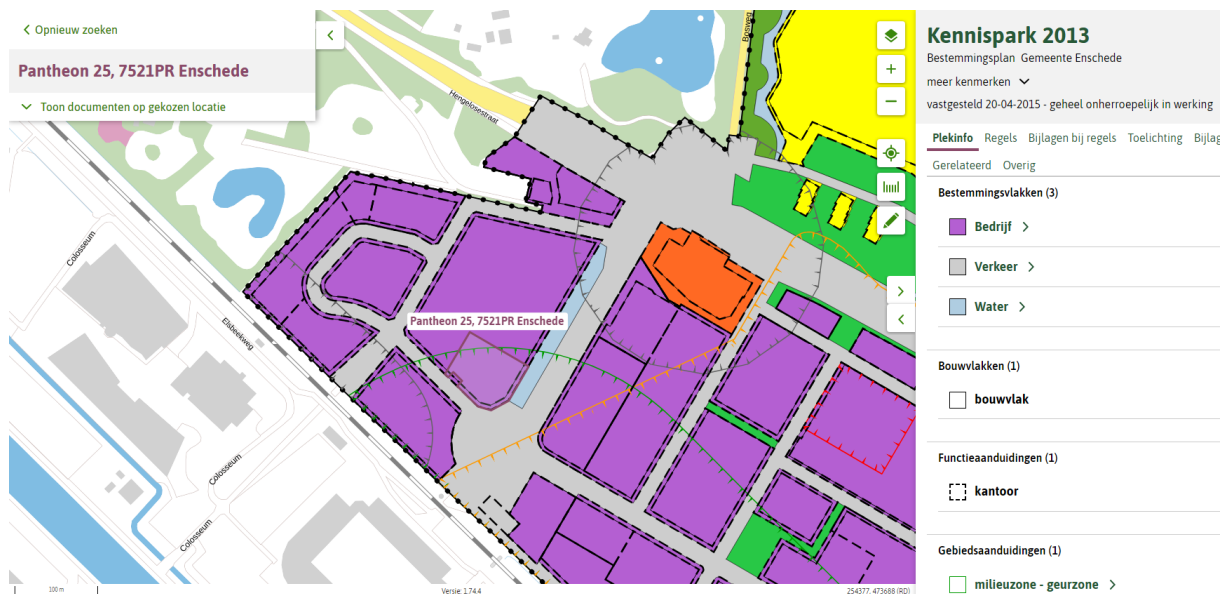 Opnieuw zoeken
Pantheon 25, 7521PR Enschede
Toon documenten op gekozen locatie
Hengelosestraat
Bosweg
Colosseum
Elsbeekweg
Pantheon 25, 7521PR Enschede
Colosseum
Colosseum
100 m
Versie: 1.74.4
254377, 473688 (RD)
Kennispark 2013
Bestemmingsplan Gemeente Enschede
meer kenmerken
vastgesteld 20-04-2015 - geheel onherroepelijk in werking
Plekinfo Regels Bijlagen bij regels Toelichting Bijlag
Gerelateerd Overig
Bestemmingsvlakken (3)
Bedrijf
Verkeer
Water
Bouwvlakken (1)
bouwvlak
Functieaanduidingen (1)
kantoor
Gebiedsaanduidingen (1)
milieuzone - geurzone